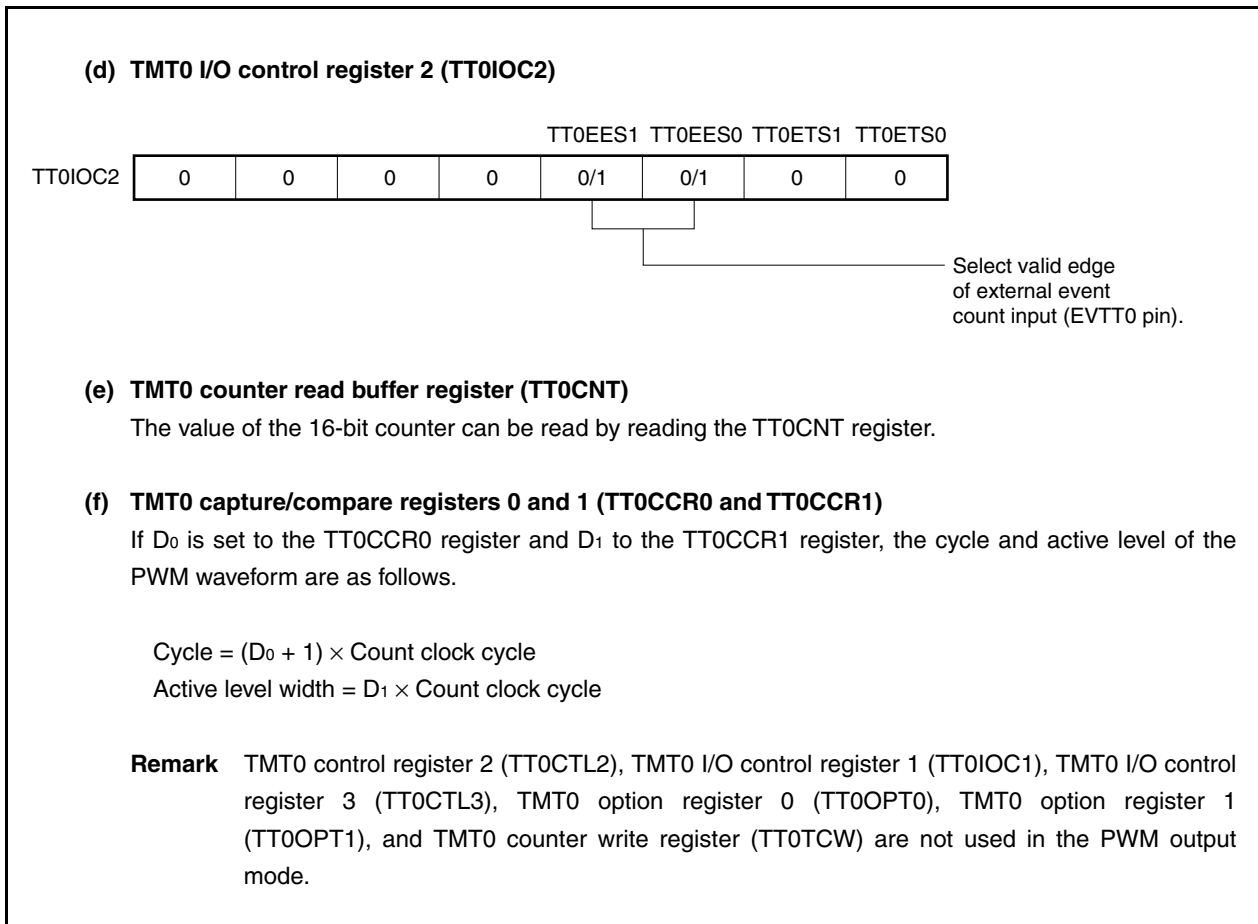 (d) TMT0 I/O control register 2 (TT0IOC2)
TT0EES1 TT0EES0 TT0ETS1 TT0ETS0
TT0IOC2 0 0 0 0 0/1 0/1 0 0
Select valid edge
of external event
count input (EVTT0 pin).
(e) TMT0 counter read buffer register (TT0CNT)
The value of the 16-bit counter can be read by reading the TT0CNT register.
(f) TMT0 capture/compare registers 0 and 1 (TT0CCR0 and TT0CCR1)
If D0 is set to the TT0CCR0 register and D1 to the TT0CCR1 register, the cycle and active level of the
PWM waveform are as follows.
Cycle = (D0 + 1) × Count clock cycle
Active level width = D1 × Count clock cycle
Remark TMT0 control register 2 (TT0CTL2), TMT0 I/O control register 1 (TT0IOC1), TMT0 I/O control
register 3 (TT0CTL3), TMT0 option register 0 (TT0OPT0), TMT0 option register 1
(TT0OPT1), and TMT0 counter write register (TT0TCW) are not used in the PWM output
mode.